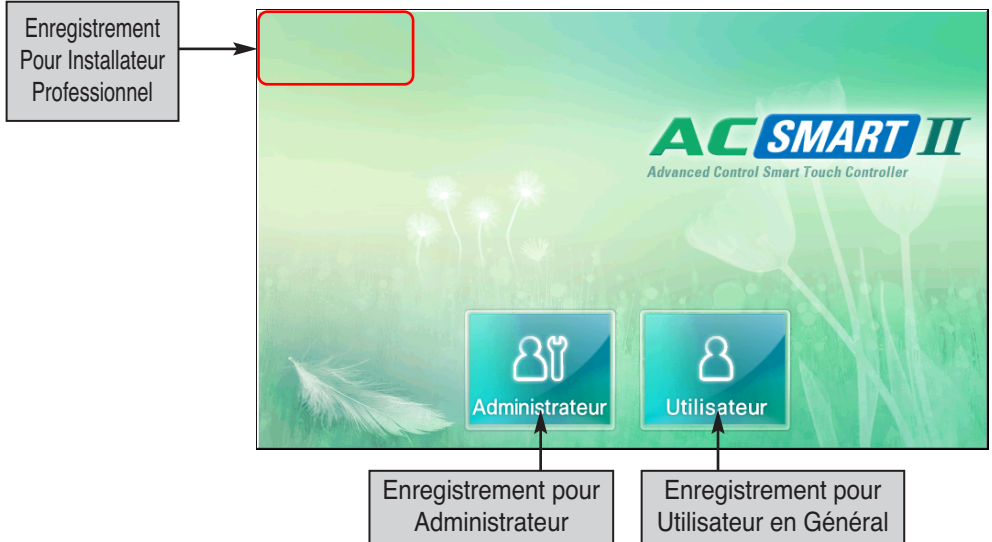 Enregistrement
Pour Installateur
Professionnel
AC SMART II
Advanced Control Smart Touch Controller
Administrateur
Utilisateur
Enregistrement pour
Administrateur
Enregistrement pour
Utilisateur en Général